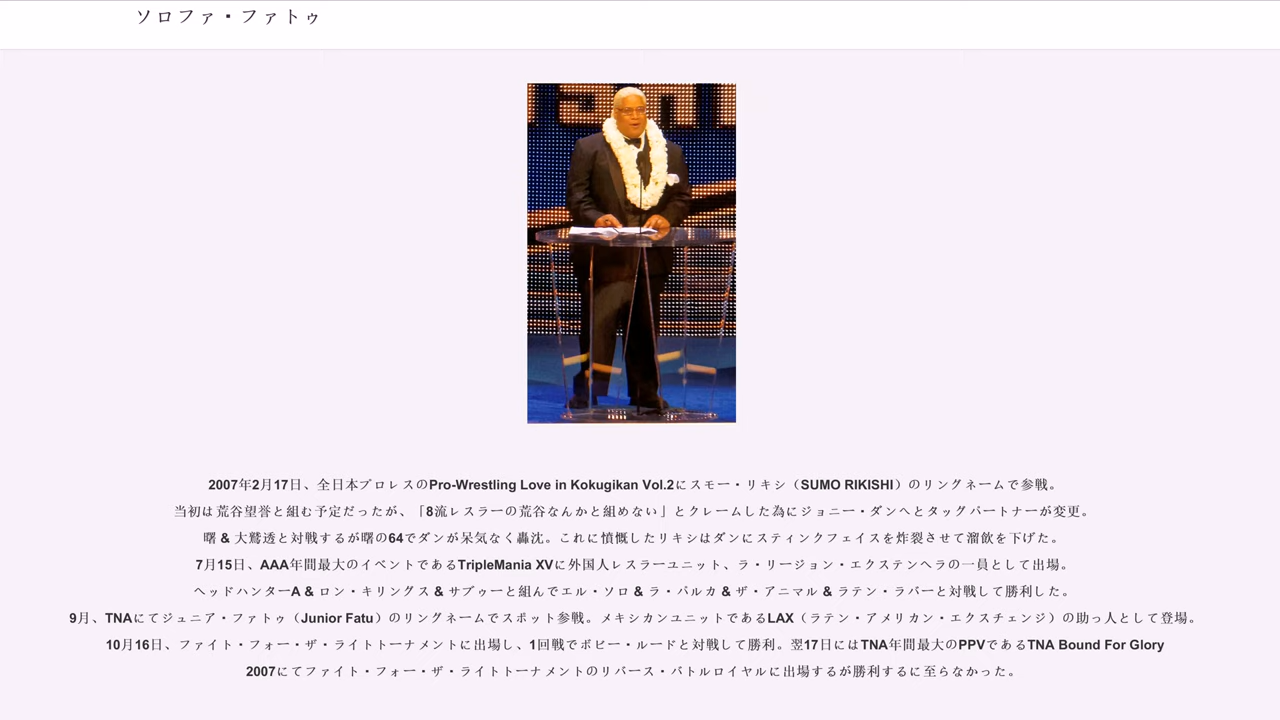 ソロファ・ファトゥ
2007年2月17日、全日本プロレスのPro-Wrestling Love in Kokugikan Vol.2にスモー・リキシ（SUMO RIKISHI）のリングネームで参戦。
当初は荒谷望誉と組む予定だったが、「8流レスラーの荒谷なんかと組めない」とクレームした為にジョニー・ダンへとタッグパートナーが変更。
曙 & 大鷲透と対戦するが曙の64でダンが呆気なく轟沈。これに憤慨したリキシはダンにスティンクフェイスを炸裂させて溜飲を下げた。
7月15日、AAA年間最大のイベントであるTripleMania XVに外国人レスラーユニット、ラ・リージョン・エクステンヘラの一員として出場。
ヘッドハンターA & ロン・キリングス & サブゥーと組んでエル・ソロ & ラ・パルカ & ザ・アニマル & ラテン・ラバーと対戦して勝利した。
9月、TNAにてジュニア・ファトゥ（Junior Fatu）のリングネームでスポット参戦。メキシカンユニットであるLAX（ラテン・アメリカン・エクスチェンジ）の助っ人として登場。
10月16日、ファイト・フォー・ザ・ライトトーナメントに出場し、1回戦でボビー・ルードと対戦して勝利。翌17日にはTNA年間最大のPPVであるTNA Bound For Glory
2007にてファイト・フォー・ザ・ライトトーナメントのリバース・バトルロイヤルに出場するが勝利するに至らなかった。